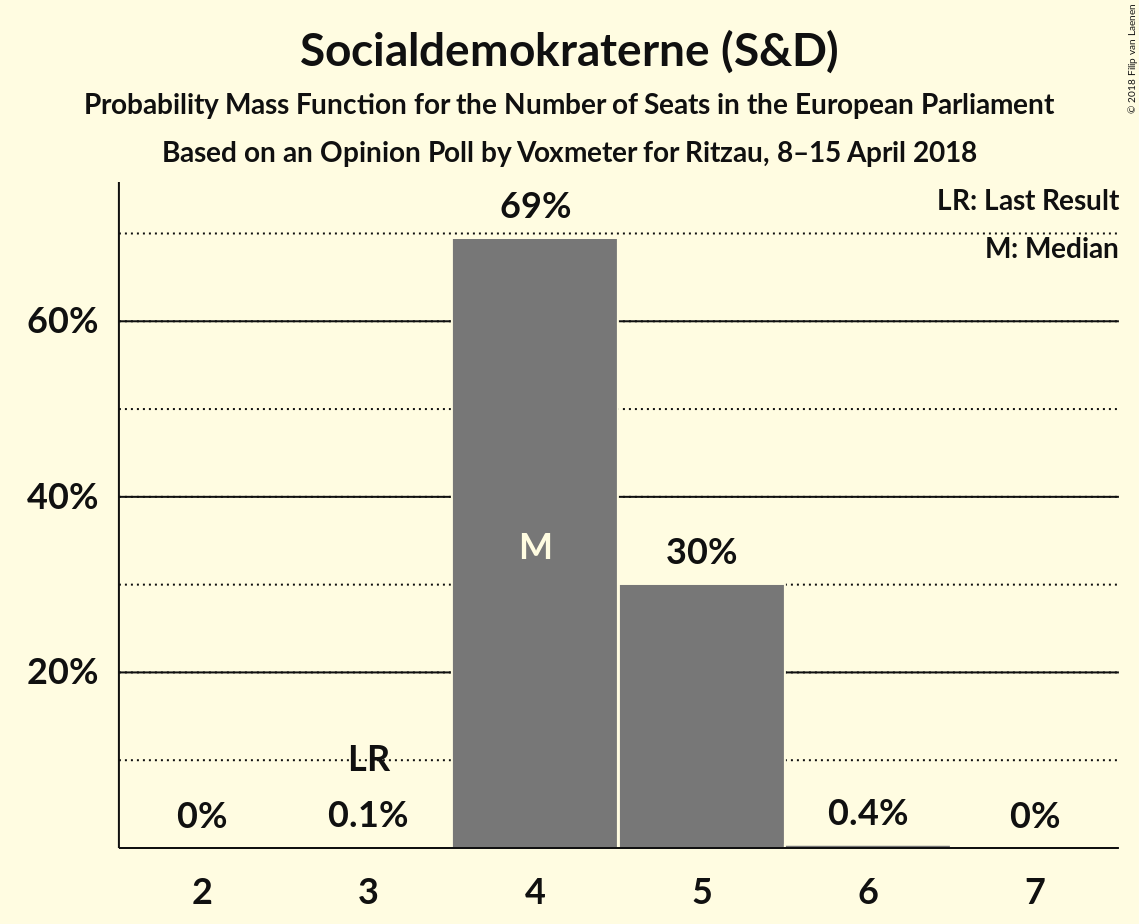 Socialdemokraterne (S&D)
Probability Mass Function for the Number of Seats in the European Parliament
Based on an Opinion Poll by Voxmeter for Ritzau, 8–15 April 2018
© 2018 Filip van Laenen
LR: Last Result
M: Median
69%
60%
40%
M
30%
20%
LR
0%
0.1%
0.4%
0%
2
3
4
5
6
7